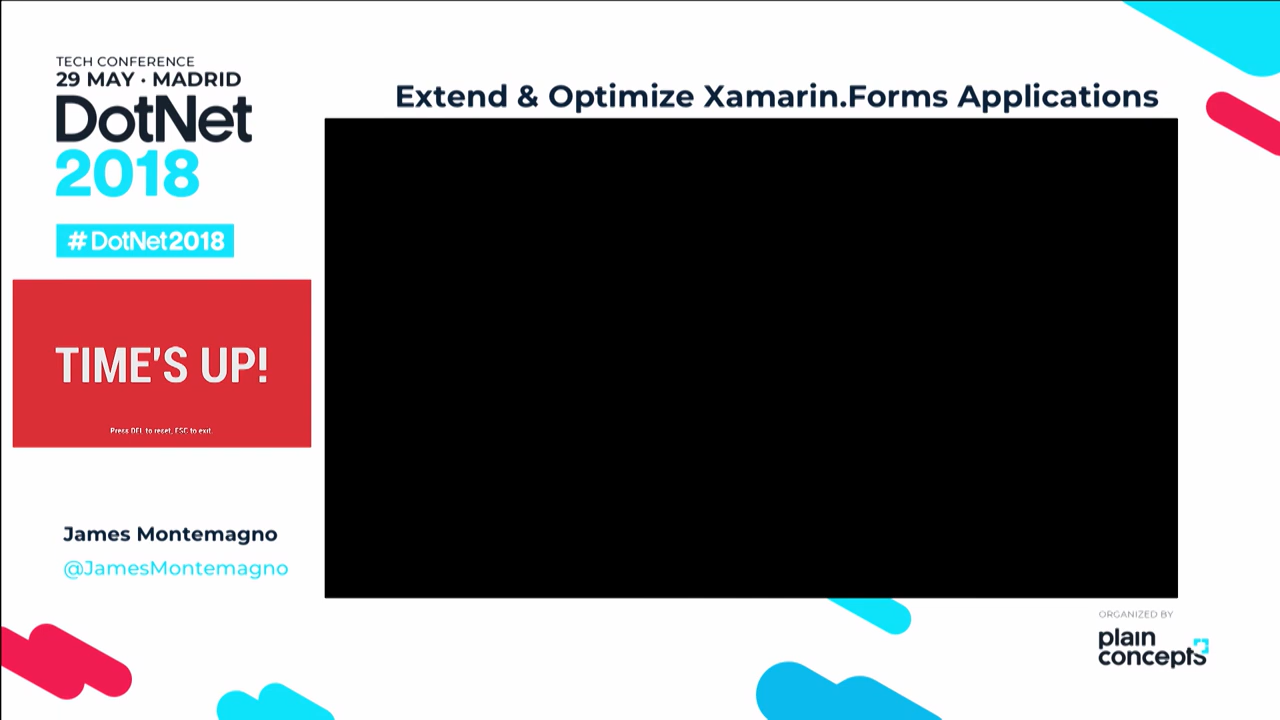 TECH CONFERENCE
29 MAY · MADRID
DotNet
2018
#DotNet2018
Extend & Optimize Xamarin.Forms Applications
TIME'S UP!
Press DEL to reset, ESC to exit.
James Montemagno
@JamesMontemagno
ORGANIZED BY
plain
concepts